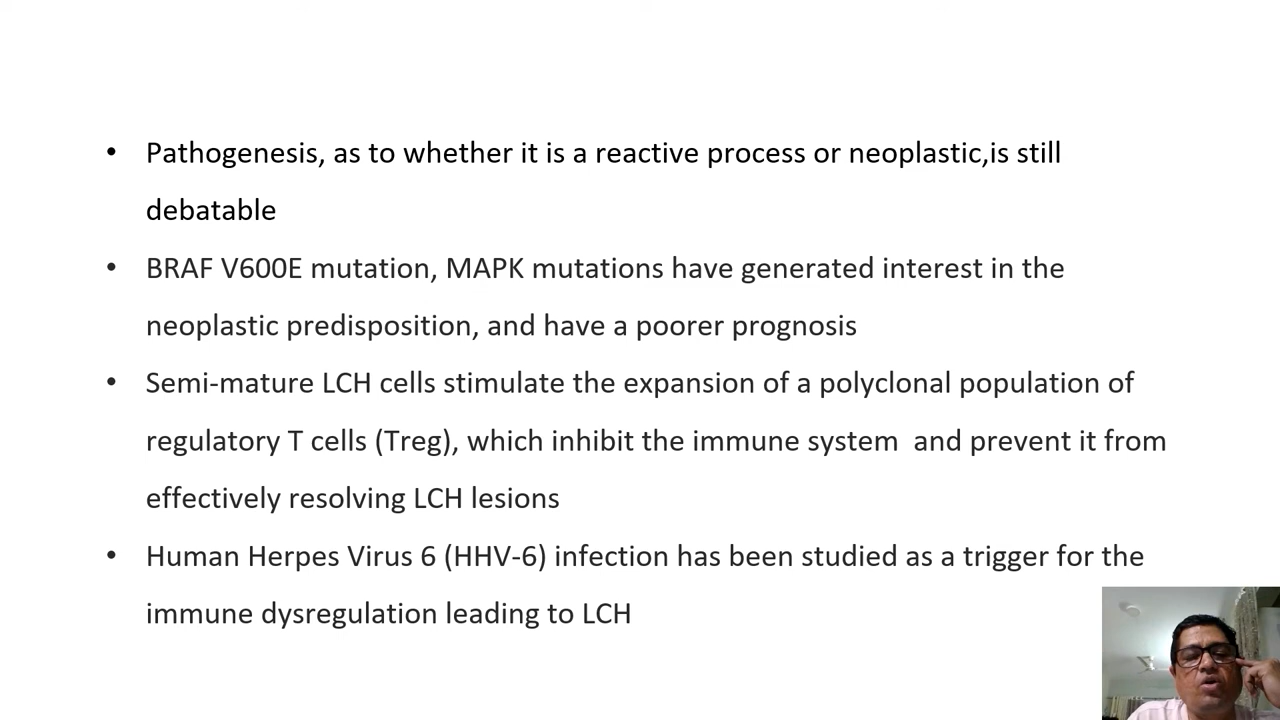 • Pathogenesis, as to whether it is a reactive process or neoplastic,is still
debatable
• BRAF V600E mutation, MAPK mutations have generated interest in the
neoplastic predisposition, and have a poorer prognosis
• Semi-mature LCH cells stimulate the expansion of a polyclonal population of
regulatory T cells (Treg), which inhibit the immune system  and prevent it from
effectively resolving LCH lesions
• Human Herpes Virus 6 (HHV-6) infection has been studied as a trigger for the
immune dysregulation leading to LCH